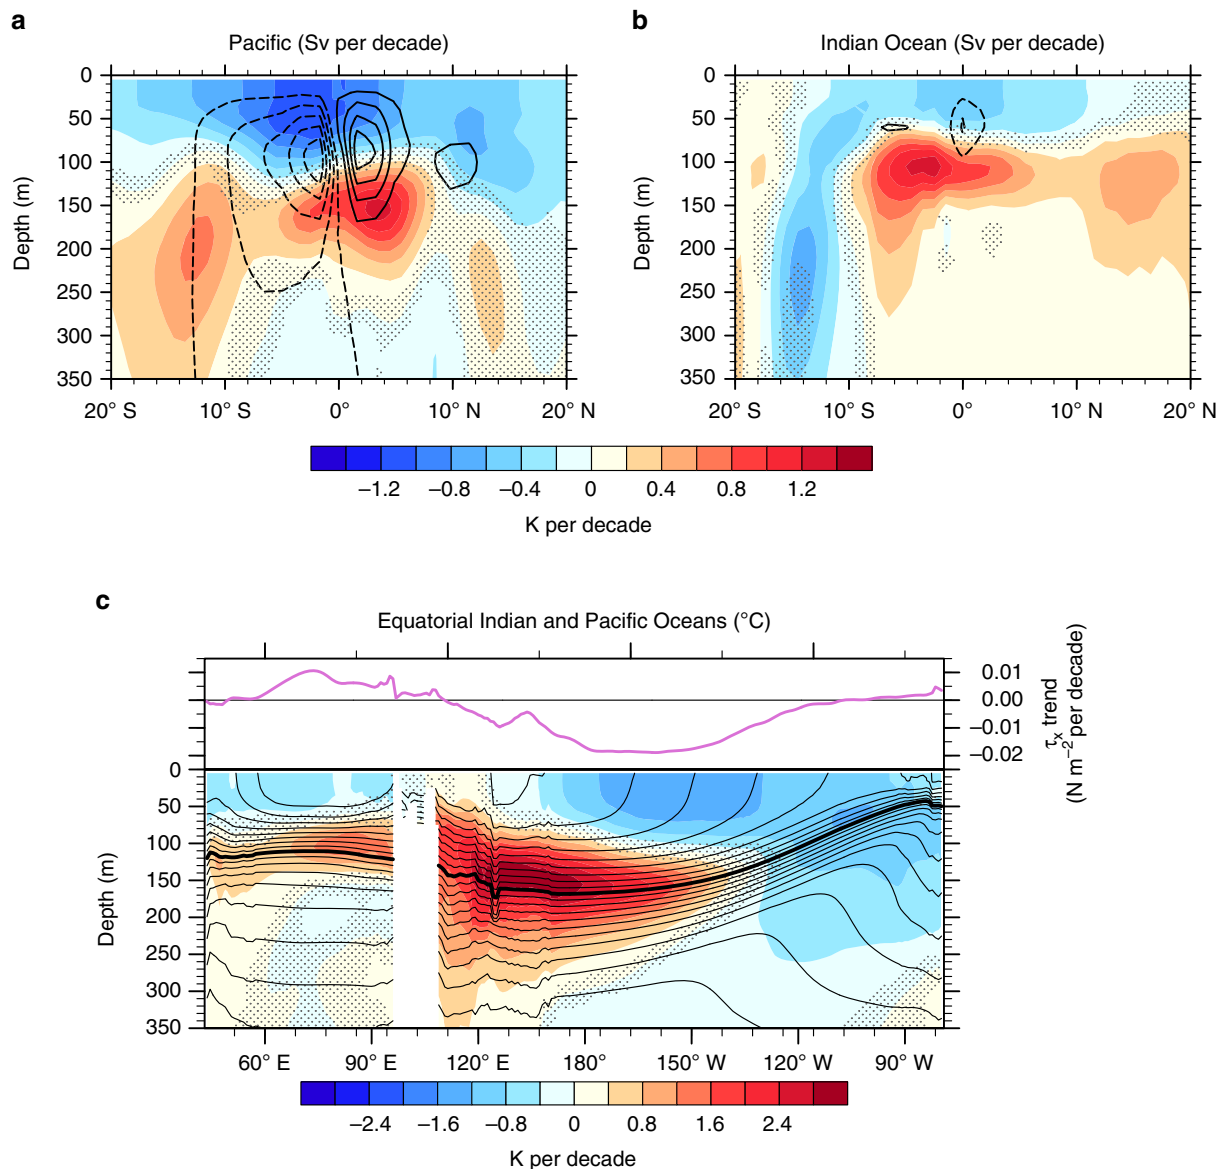 a
Pacific (Sv per decade)
0
50
100
150
200
250
300
350
Depth (m)
20° S
10° S
0°
10° N
20° N
b
Indian Ocean (Sv per decade)
0
50
100
150
200
250
300
350
Depth (m)
20° S
10° S
0°
10° N
20° N
−1.2
−0.8
−0.4
0
0.4
0.8
1.2
K per decade
c
Equatorial Indian and Pacific Oceans (°C)
0.01
0.00
−0.01
−0.02
τx trend
(N m−2 per decade)
0
50
100
150
200
250
300
350
Depth (m)
60° E
90° E
120° E
180°
150° W
120° W
90° W
−2.4
−1.6
−0.8
0
0.8
1.6
2.4
K per decade